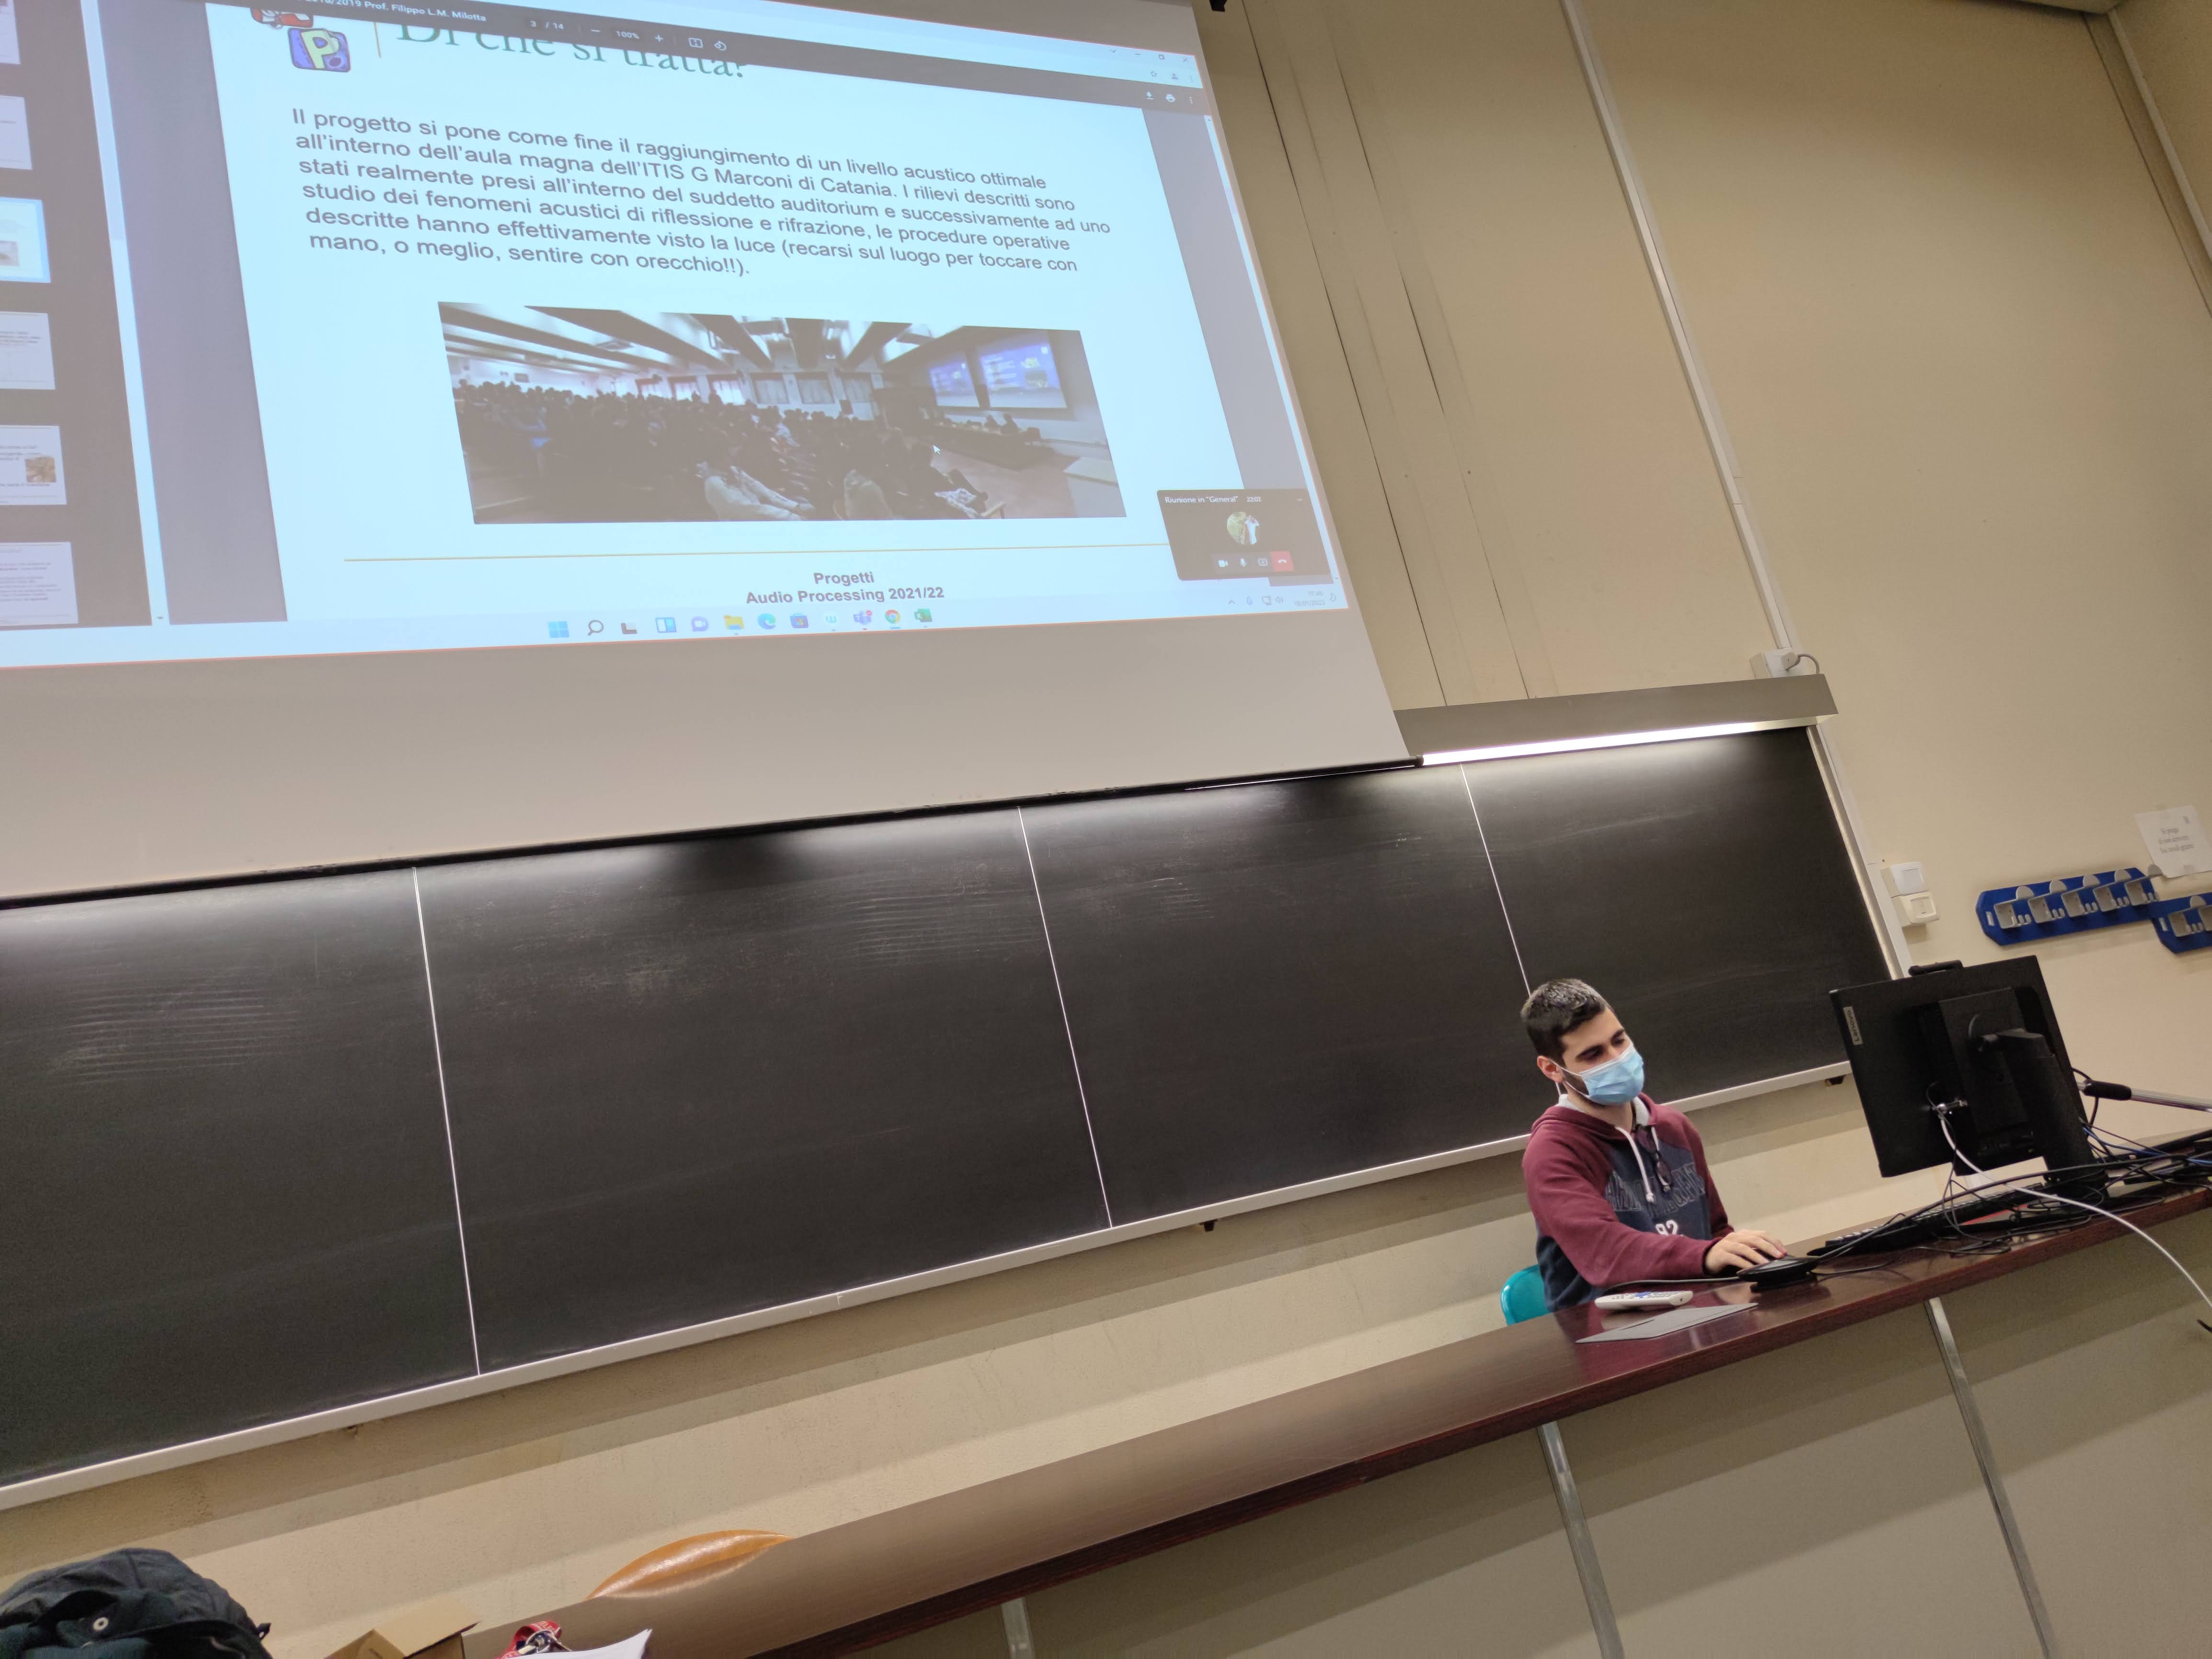 2018/2019 Prof. Filippo L.M. Milotta
3 / 14
100%
Di che si tratta?
Il progetto si pone come fine il raggiungimento di un livello acustico ottimale
all'interno dell'aula magna dell'ITIS G Marconi di Catania. I rilievi descritti sono
stati realmente presi all'interno del suddetto auditorium e successivamente ad uno
studio dei fenomeni acustici di riflessione e rifrazione, le procedure operative
descritte hanno effettivamente visto la luce (recarsi sul luogo per toccare con
mano, o meglio, sentire con orecchio!!).
Riunione in "General"
Progetti
Audio Processing 2021/22
Lenovo
92